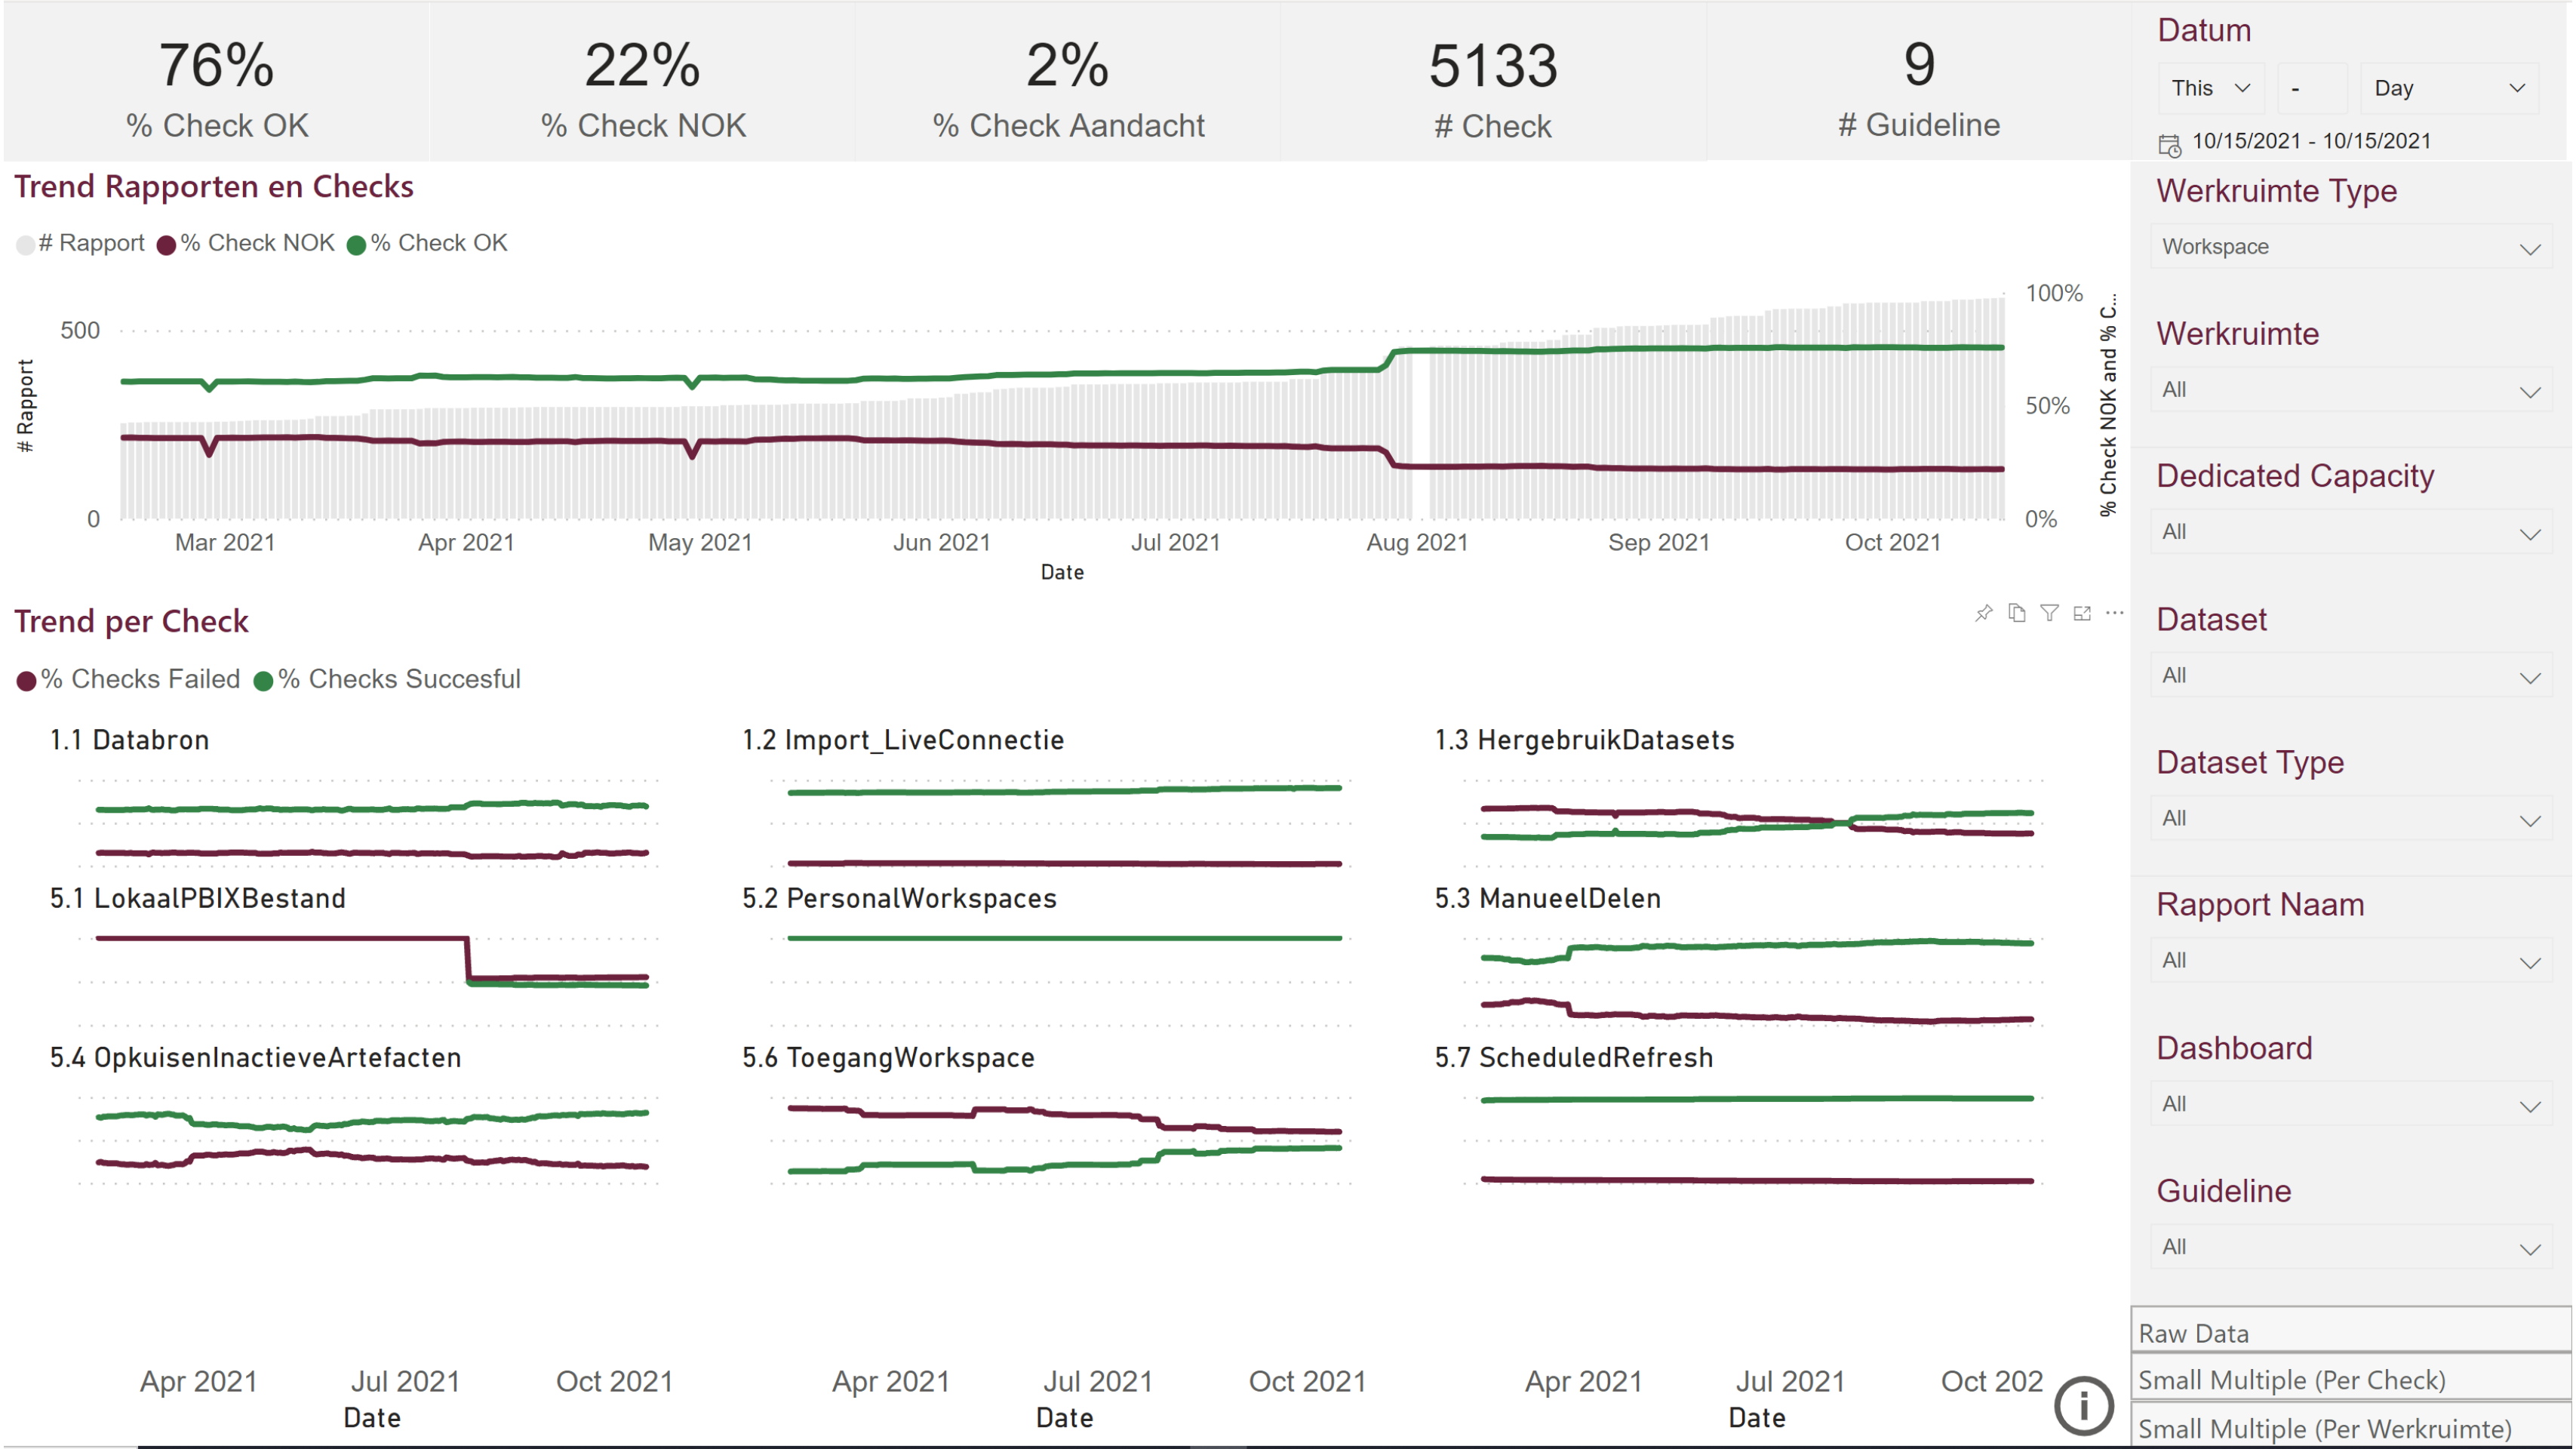 76%
% Check OK
22%
% Check NOK
2%
% Check Aandacht
5133
# Check
9
# Guideline
Datum
This
-
Day
10/15/2021 - 10/15/2021
Trend Rapporten en Checks
# Rapport % Check NOK % Check OK
# Rapport
500
0
100%
50%
0%
% Check NOK and % C...
Mar 2021 Apr 2021 May 2021 Jun 2021 Jul 2021 Aug 2021 Sep 2021 Oct 2021
Date
Trend per Check
% Checks Failed % Checks Succesful
1.1 Databron
1.2 Import_LiveConnectie
1.3 HergebruikDatasets
5.1 LokaalPBIXBestand
5.2 PersonalWorkspaces
5.3 ManueelDelen
5.4 OpkuisenInactieveArtefacten
5.6 ToegangWorkspace
5.7 ScheduledRefresh
Apr 2021 Jul 2021 Oct 2021
Date
Apr 2021 Jul 2021 Oct 2021
Date
Apr 2021 Jul 2021 Oct 202
Date
Werkruimte Type
Workspace
Werkruimte
All
Dedicated Capacity
All
Dataset
All
Dataset Type
All
Rapport Naam
All
Dashboard
All
Guideline
All
Raw Data
Small Multiple (Per Check)
Small Multiple (Per Werkruimte)